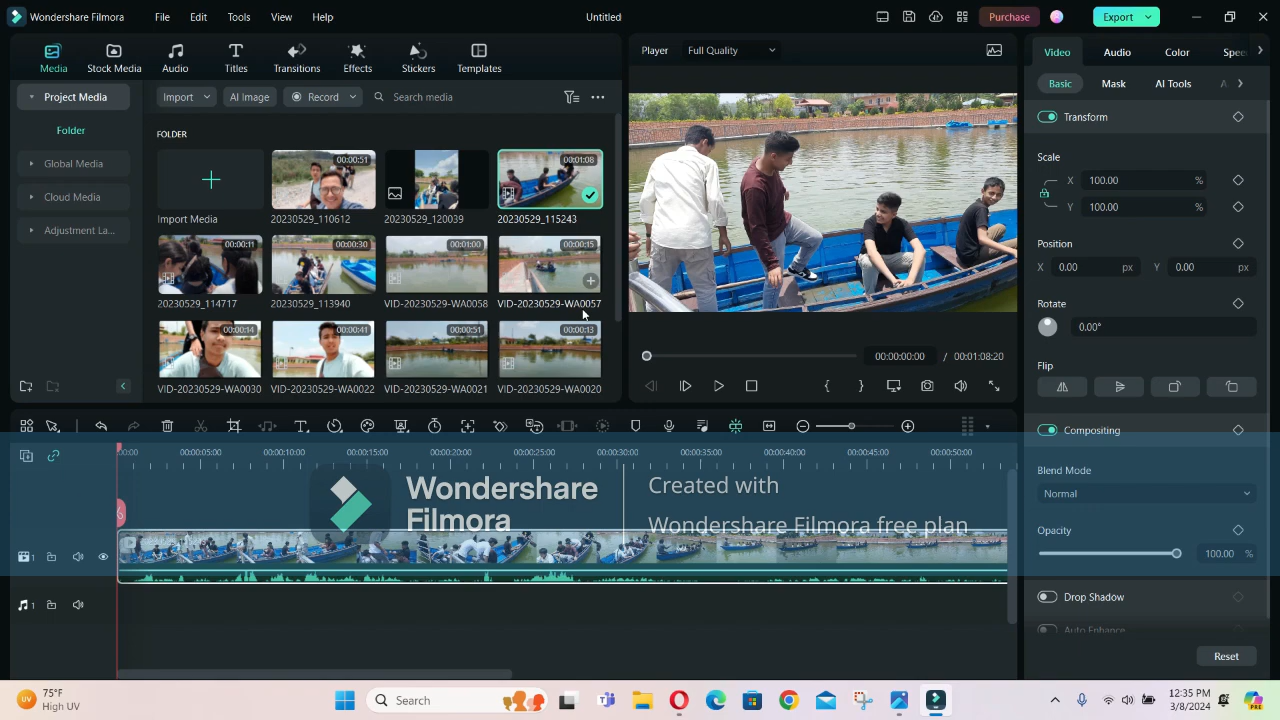 Wondershare Filmora File Edit Tools View Help Untitled Purchase Export
Media Stock Media Audio Titles Transitions Effects Stickers Templates
Player Full Quality
Video Audio Color Spee
Project Media Import AI Image Record Search media
Basic Mask AI Tools A
Folder
FOLDER
Transform
Global Media
Cloud Media
Adjustment La...
00:00:51 00:01:08
Import Media 20230529_110612 20230529_120039 20230529_115243
00:00:11 00:00:30 00:01:00 00:00:15
20230529_114717 20230529_113940 VID-20230529-WA0058 VID-20230529-WA0057
00:00:14 00:00:41 00:00:51 00:00:13
VID-20230529-WA0030 VID-20230529-WA0022 VID-20230529-WA0021 VID-20230529-WA0020
00:00:00:00 / 00:01:08:20
Scale
X 100.00 %
Y 100.00 %
Position
X 0.00 px Y 0.00 px
Rotate
0.00°
Flip
Compositing
Blend Mode
Normal
Opacity
100.00 %
Drop Shadow
Auto Enhance
Reset
00:00 00:00:05:00 00:00:10:00 00:00:15:00 00:00:20:00 00:00:25:00 00:00:30:00 00:00:35:00 00:00:40:00 00:00:45:00 00:00:50:00
Wondershare
Filmora
Created with
Wondershare Filmora free plan
1
1
75°F
High UV
Search
12:35 PM
3/8/2024
UV
PRE